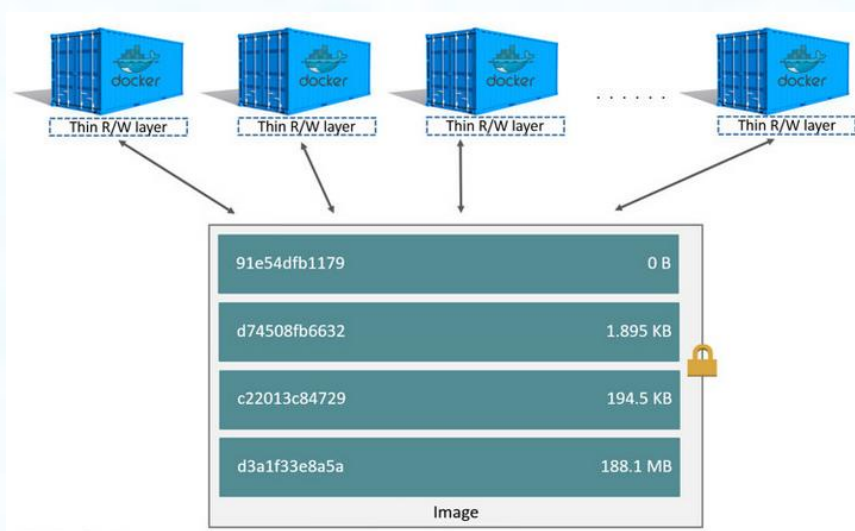 docker docker docker docker
Thin R/W layer Thin R/W layer Thin R/W layer . . . . . . Thin R/W layer
91e54dfb1179 0 B
d74508fb6632 1.895 KB
c22013c84729 194.5 KB
d3a1f33e8a5a 188.1 MB
Image